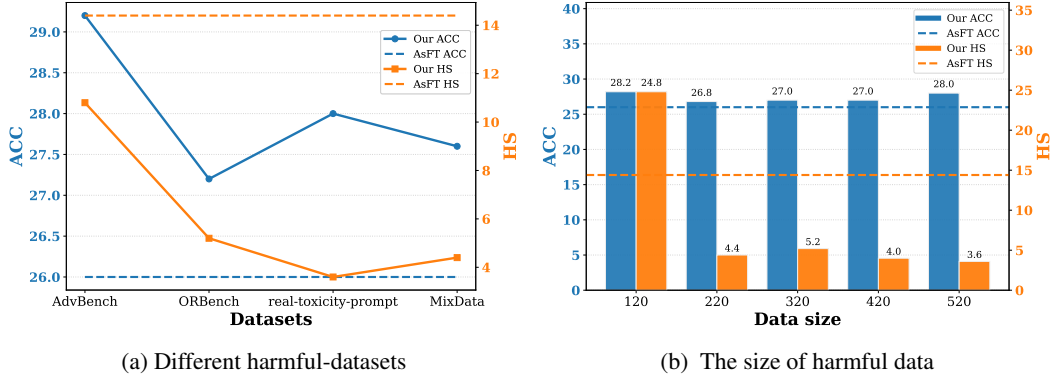 29.0
28.5
28.0
27.5
27.0
26.5
26.0
ACC
14
12
10
8
6
4
HS
Our ACC
AsFT ACC
Our HS
AsFT HS
AdvBench
ORBench
real-toxicity-prompt
MixData
Datasets
(a) Different harmful-datasets
40
35
30
25
20
15
10
5
0
ACC
35
30
25
20
15
10
5
0
HS
Our ACC
AsFT ACC
Our HS
AsFT HS
28.2
24.8
26.8
4.4
27.0
5.2
27.0
4.0
28.0
3.6
120
220
320
420
520
Data size
(b) The size of harmful data